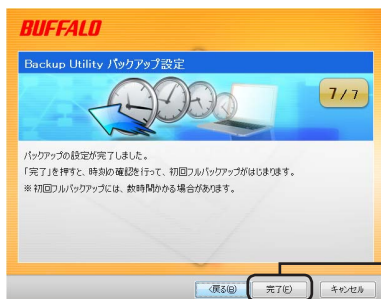 BUFFALO
Backup Utility バックアップ設定
7/7
バックアップの設定が完了しました。
「完了」を押すと、時刻の確認を行って、初回フルバックアップがはじまります。
※初回フルバックアップには、数時間かかる場合があります。
<戻る(B)
完了(F)
キャンセル